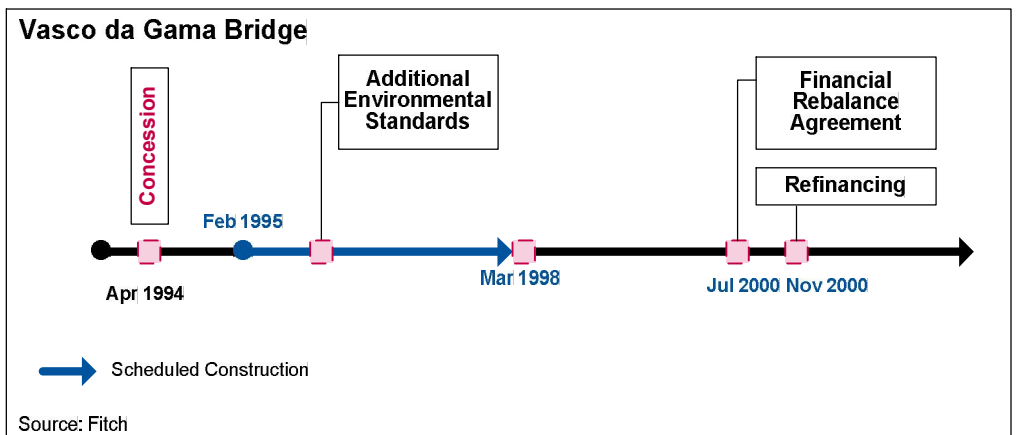 Vasco da Gama Bridge
Concession
Additional
Environmental
Standards
Financial
Rebalance
Agreement
Refinancing
Feb 1995
Apr 1994
Mar 1998
Jul 2000
Nov 2000
Scheduled Construction
Source: Fitch